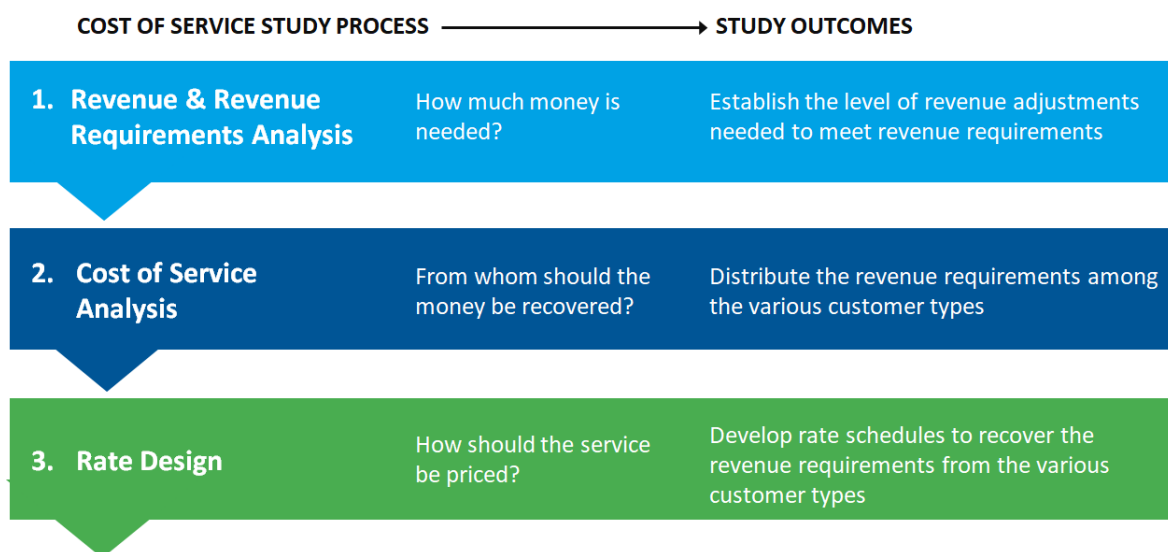 COST OF SERVICE STUDY PROCESS
STUDY OUTCOMES
1. Revenue & Revenue
Requirements Analysis
How much money is
needed?
Establish the level of revenue adjustments
needed to meet revenue requirements
2. Cost of Service
Analysis
From whom should the
money be recovered?
Distribute the revenue requirements among
the various customer types
3. Rate Design
How should the service
be priced?
Develop rate schedules to recover the
revenue requirements from the various
customer types